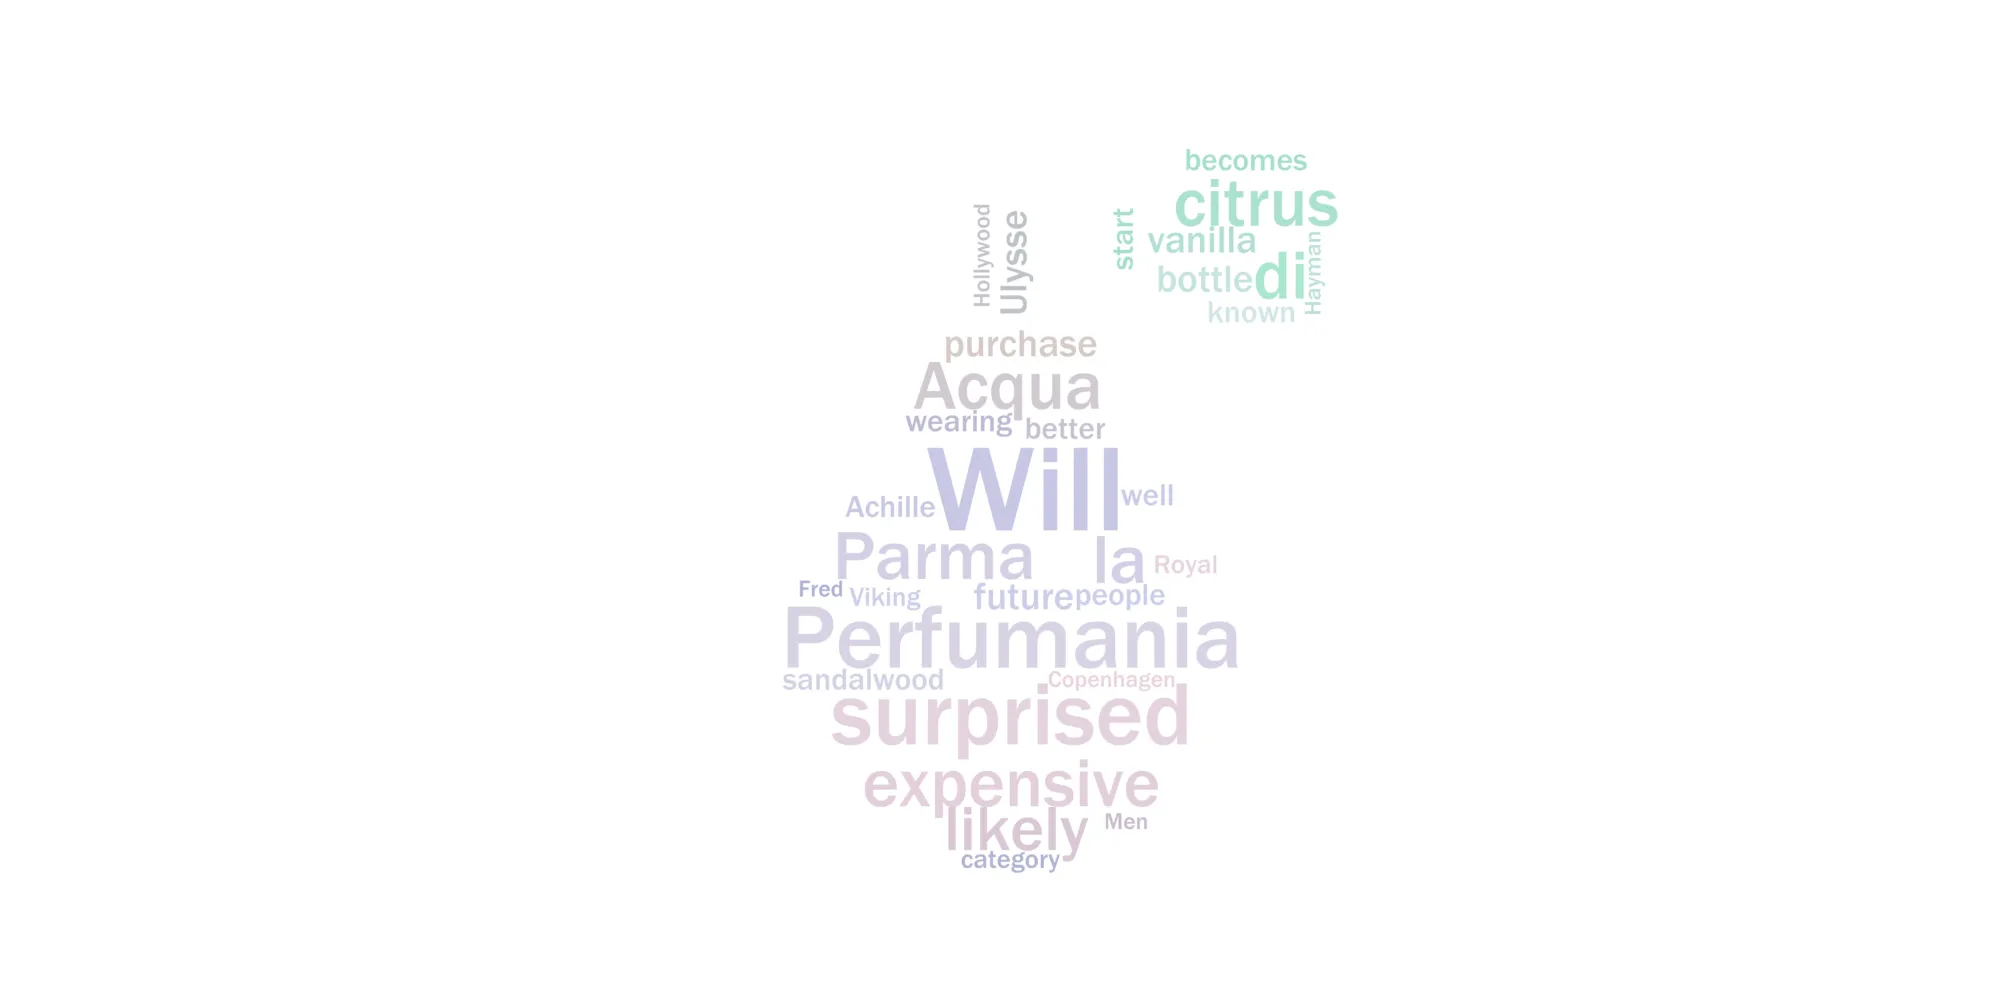 becomes
citrus
start
vanilla
bottle
di
Hayman
known
Hollywood
Ulysse
purchase
Acqua
wearing
better
Will
well
Achille
Parma
la
Royal
Fred
Viking
future
people
Perfumania
sandalwood
Copenhagen
surprised
expensive
likely
Men
category